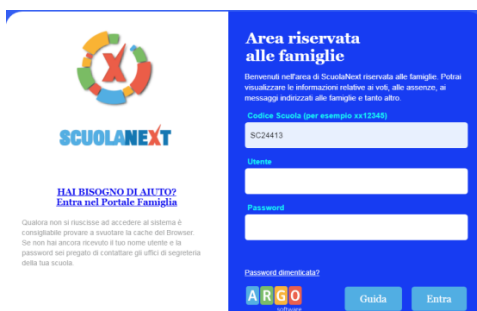 SCUOLANEXT
HAI BISOGNO DI AIUTO?
Entra nel Portale Famiglia
Qualora non si riuscisse ad accedere al sistema è
consigliabile provare a svuotare la cache del Browser.
Se non hai ancora ricevuto il tuo nome utente e la
password sei pregato di contattare gli uffici di segreteria
della tua scuola.
Area riservata
alle famiglie
Benvenuti nell'area di ScuolaNext riservata alle famiglie. Potrai
visualizzare le informazioni relative ai voti, alle assenze, ai
messaggi indirizzati alle famiglie e tanto altro.
Codice Scuola (per esempio xx12345)
SC24413
Utente
Password
Password dimenticata?
ARGO
software
Guida
Entra